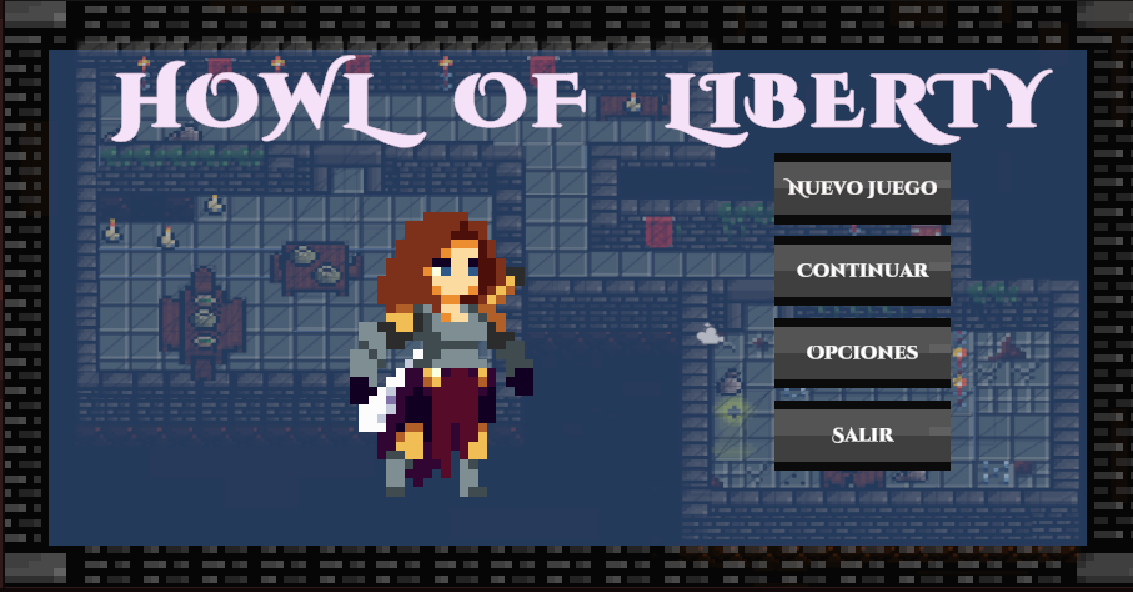 HOWL OF LIBERTY
NUEVO JUEGO
CONTINUAR
OPCIONES
SALIR